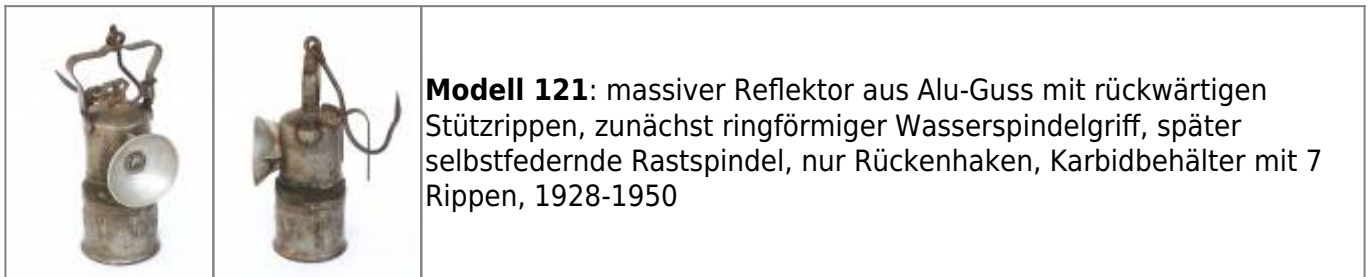 Modell 121: massiver Reflektor aus Alu-Guss mit rückwärtigen
Stützrippen, zunächst ringförmiger Wasserspindelgriff, später
selbstfedernde Rastspindel, nur Rückenhaken, Karbidbehälter mit 7
Rippen, 1928-1950